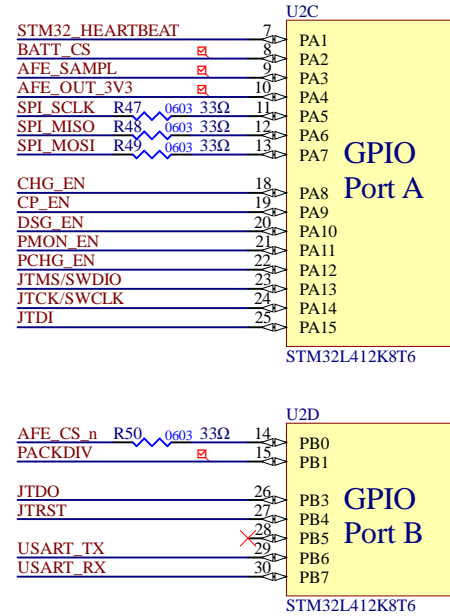 U2C
STM32_HEARTBEAT 7 PA1
BATT_CS 8 PA2
AFE_SAMPL 9 PA3
AFE_OUT_3V3 10 PA4
SPI_SCLK R47 0603 33Ω 11 PA5
SPI_MISO R48 0603 33Ω 12 PA6
SPI_MOSI R49 0603 33Ω 13 PA7
GPIO
Port A
CHG_EN 18 PA8
CP_EN 19 PA9
DSG_EN 20 PA10
PMON_EN 21 PA11
PCHG_EN 22 PA12
JTMS/SWDIO 23 PA13
JTCK/SWCLK 24 PA14
JTDI 25 PA15
STM32L412K8T6
U2D
AFE_CS_n R50 0603 33Ω 14 PB0
PACKDIV 15 PB1
JTDO 26 PB3
JTRST 27 PB4
GPIO
Port B
28 PB5
USART_TX 29 PB6
USART_RX 30 PB7
STM32L412K8T6